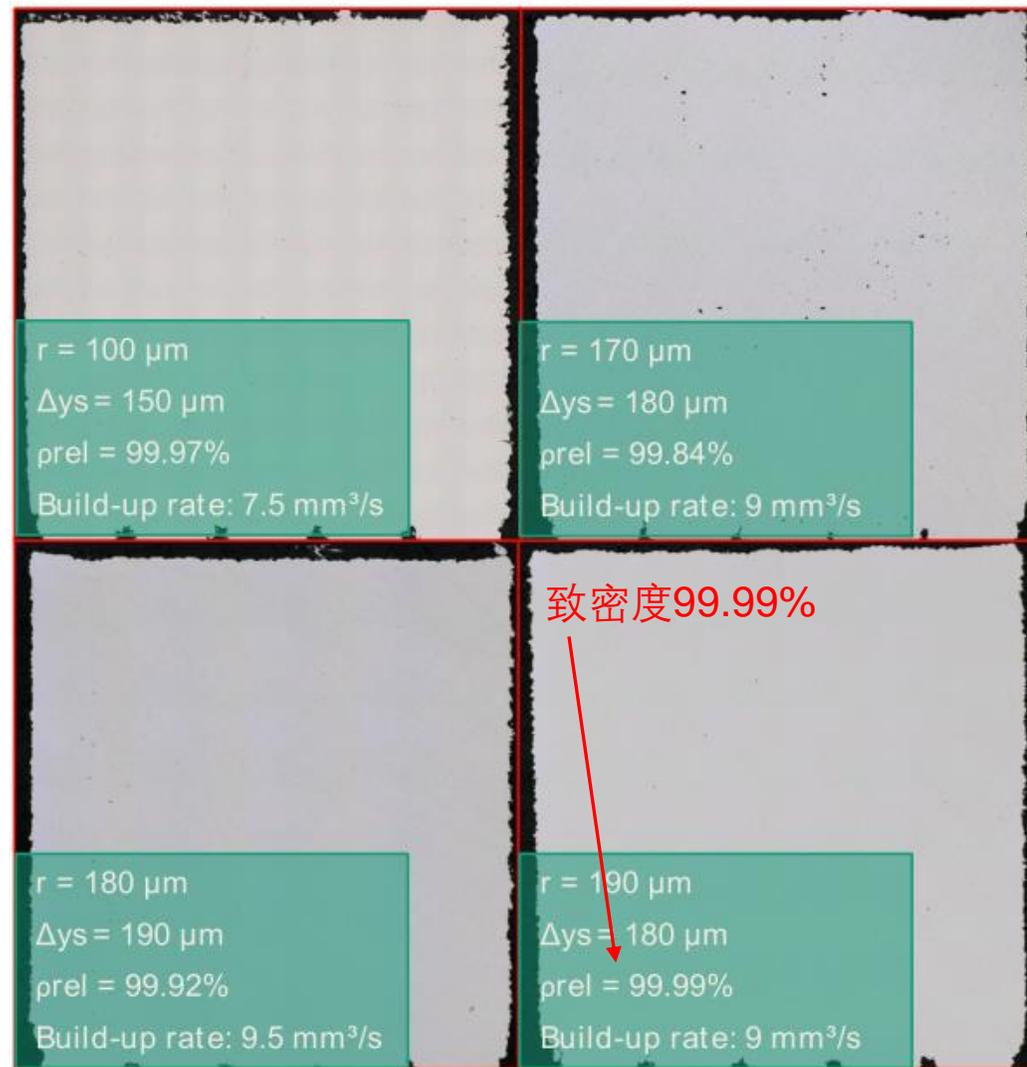 r = 100 µm
Δys = 150 µm
ρrel = 99.97%
Build-up rate: 7.5 mm³/s
r = 170 µm
Δys = 180 µm
ρrel = 99.84%
Build-up rate: 9 mm³/s
r = 180 µm
Δys = 190 µm
ρrel = 99.92%
Build-up rate: 9.5 mm³/s
致密度99.99%
r = 190 µm
Δys = 180 µm
ρrel = 99.99%
Build-up rate: 9 mm³/s